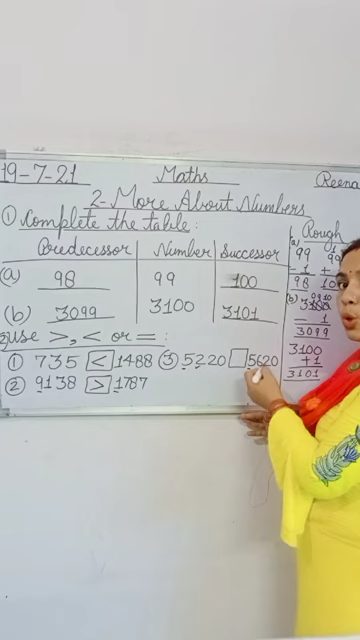 19-7-21 Maths Reena
2-More About Numbers
① Complete the table:
Predecessor Number Successor
(a) 98 99 100
(b) 3099 3100 3101
use >, < or =:
① 735 < 1488 ③ 5220 □ 5620
② 9138 > 1787
Rough
(a)
99 99
-1 +
98 10
(b)
- 1
3099
3100
+1
3101